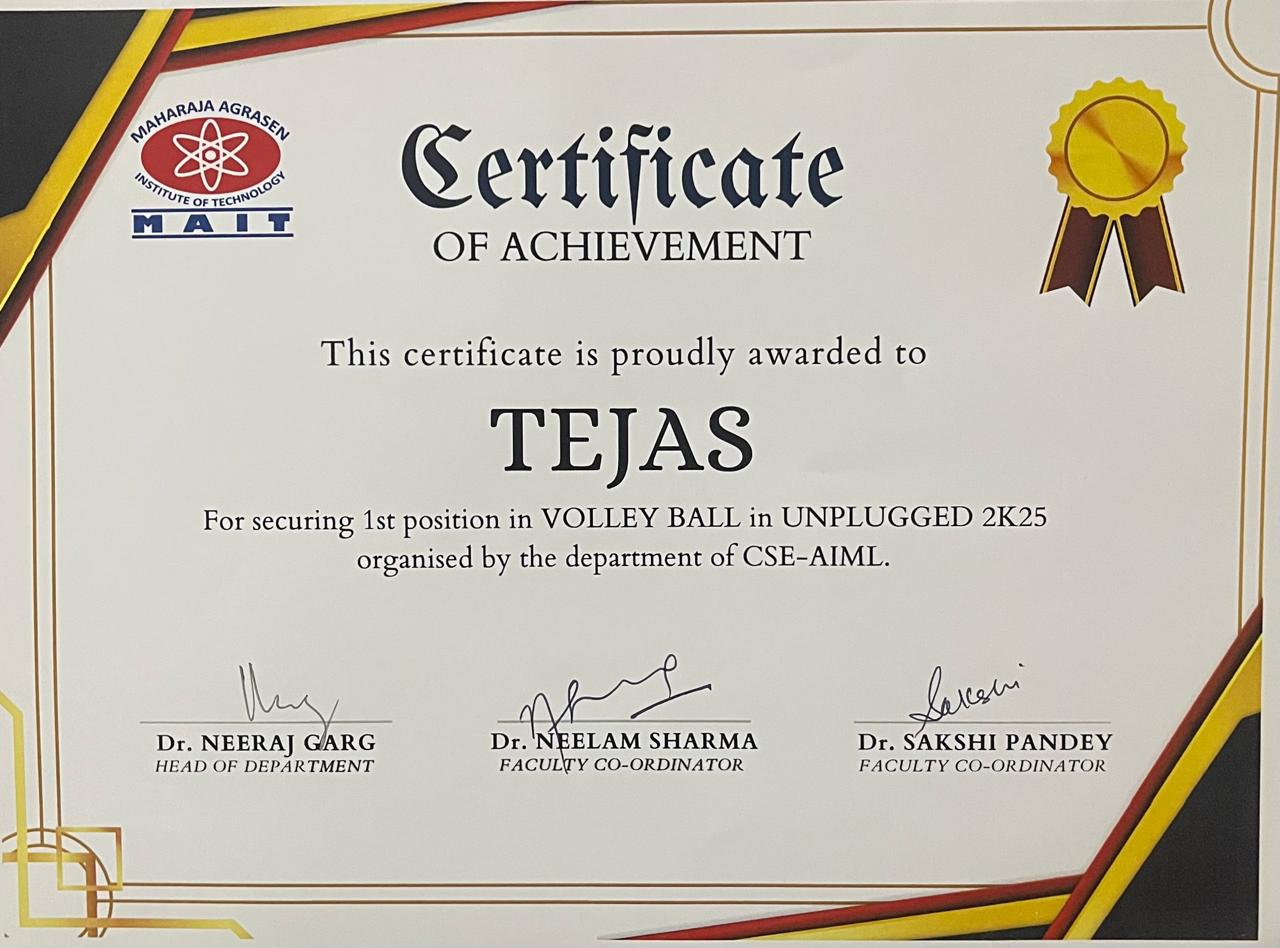 MAHARAJA AGRASEN
INSTITUTE OF TECHNOLOGY
MAIT
Certificate
OF ACHIEVEMENT
This certificate is proudly awarded to
TEJAS
For securing 1st position in VOLLEY BALL in UNPLUGGED 2K25
organised by the department of CSE-AIML.
Sakshi
Dr. NEERAJ GARG
HEAD OF DEPARTMENT
Dr. NEELAM SHARMA
FACULTY CO-ORDINATOR
Dr. SAKSHI PANDEY
FACULTY CO-ORDINATOR